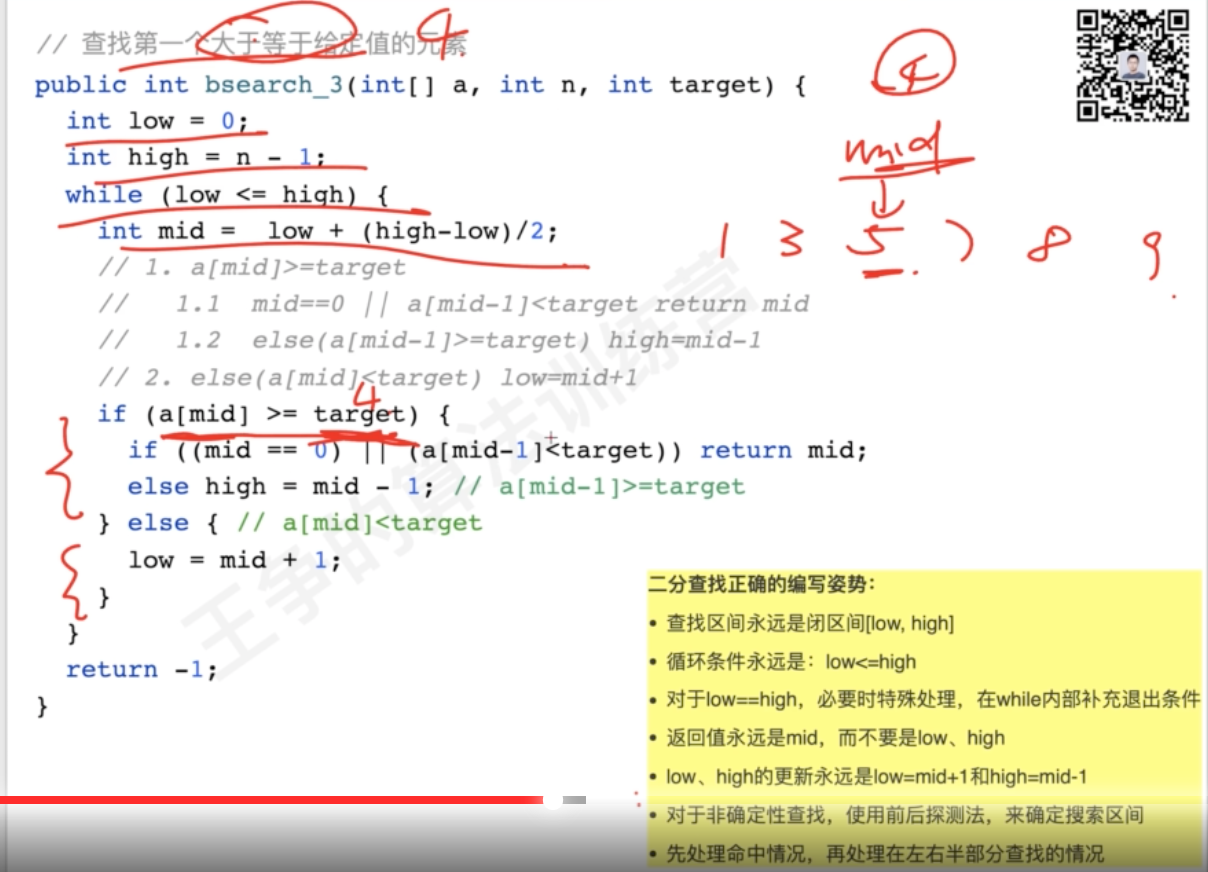 // 查找第一个大于等于给定值的元素 4
public int bsearch_3(int[] a, int n, int target) { 4
int low = 0;
int high = n - 1;
mid
while (low <= high) {
int mid = low + (high-low)/2;
1 3 5 7 8 9
// 1. a[mid]>=target
// 1.1 mid==0 || a[mid-1]<target return mid
// 1.2 else(a[mid-1]>=target) high=mid-1
// 2. else(a[mid]<target) low=mid+1
4
if (a[mid] >= target) {
if ((mid == 0) || (a[mid-1]<target)) return mid;
else high = mid - 1; // a[mid-1]>=target
} else { // a[mid]<target
low = mid + 1;
}
}
return -1;
}
王争的算法训练营
二分查找正确的编写姿势：
• 查找区间永远是闭区间[low, high]
• 循环条件永远是：low<=high
• 对于low==high，必要时特殊处理，在while内部补充退出条件
• 返回值永远是mid，而不要是low、high
• low、high的更新永远是low=mid+1和high=mid-1
• 对于非确定性查找，使用前后探测法，来确定搜索区间
• 先处理命中情况，再处理在左右半部分查找的情况